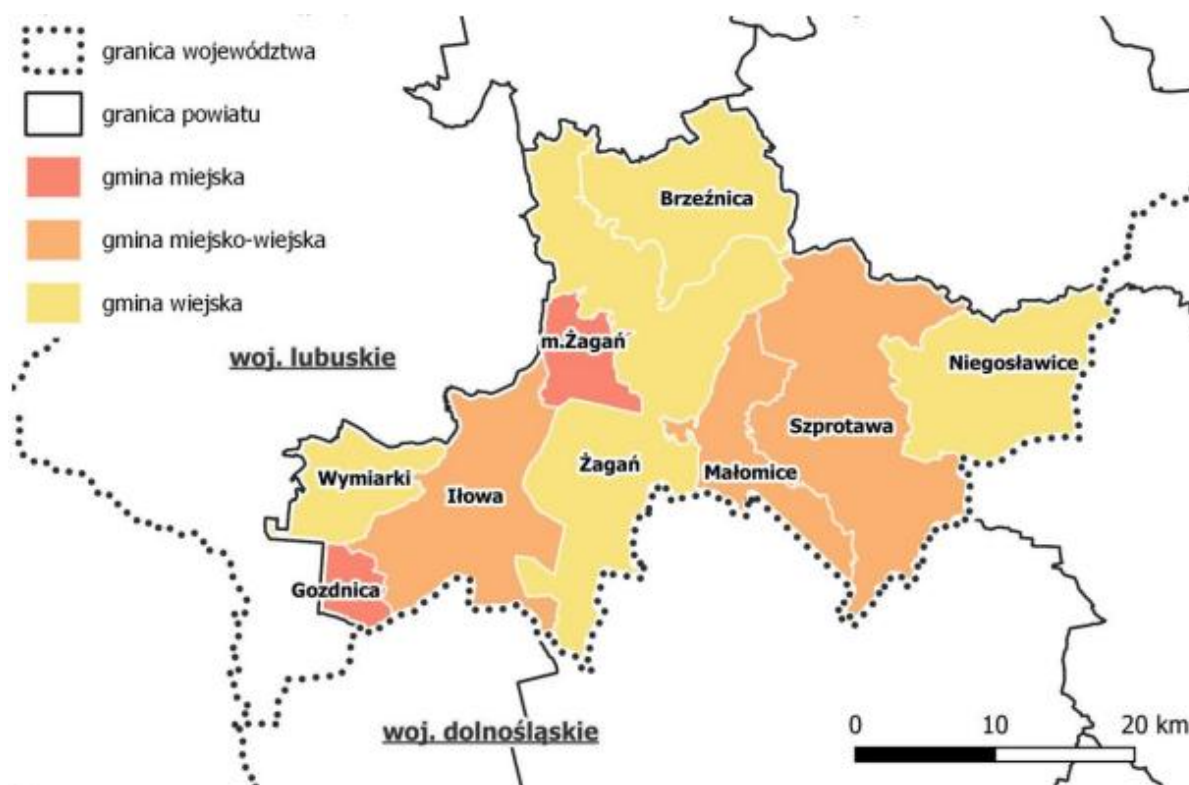 granica województwa
granica powiatu
gmina miejska
gmina miejsko-wiejska
gmina wiejska
Brzeźnica
m.Żagań
woj. lubuskie
Niegosławice
Szprotawa
Wymiarki
Żagań
Małomice
Iłowa
Gozdnica
woj. dolnośląskie
0 10 20 km